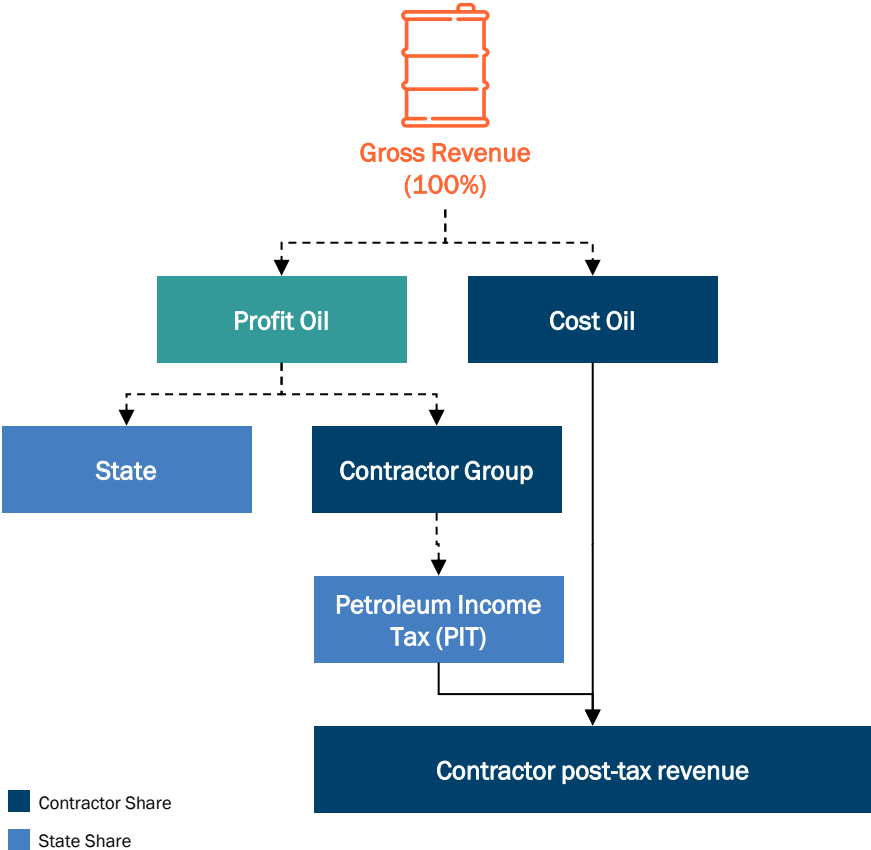 Gross Revenue
(100%)
Profit Oil
Cost Oil
State
Contractor Group
Petroleum Income
Tax (PIT)
Contractor post-tax revenue
Contractor Share
State Share